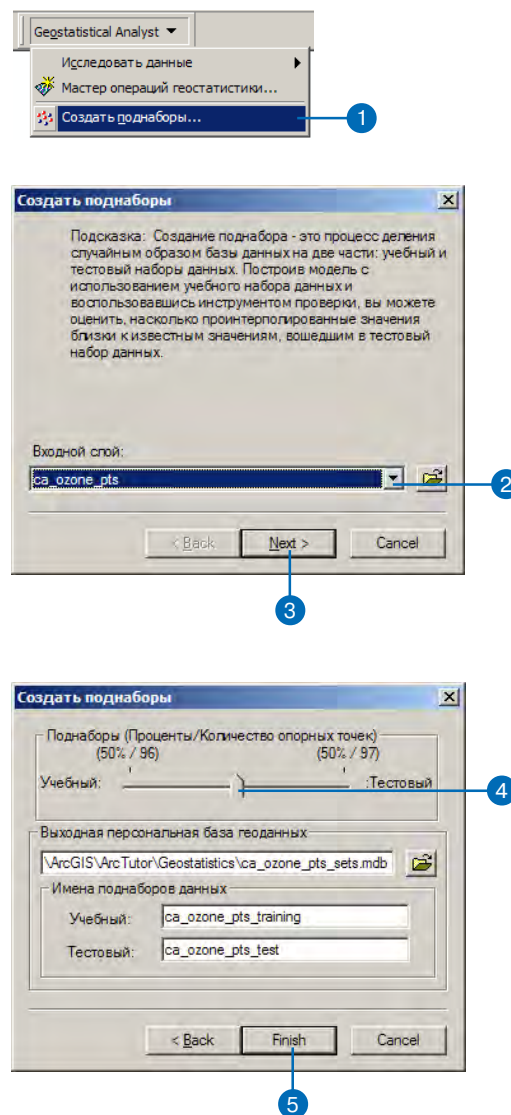 Geostatistical Analyst
Исследовать данные
Мастер операций геостатистики...
Создать поднаборы...
1
Создать поднаборы
Подсказка: Создание поднабора - это процесс деления
случайным образом базы данных на две части: учебный и
тестовый наборы данных. Построив модель с
использованием учебного набора данных и
воспользовавшись инструментом проверки, вы можете
оценить, насколько проинтерполированные значения
близки к известным значениям, вошедшим в тестовый
набор данных.
Входной слой:
ca_ozone_pts
2
< Back Next > Cancel
3
Создать поднаборы
Поднаборы (Проценты/Количество опорных точек)
(50% / 96) (50% / 97)
Учебный: :Тестовый
4
Выходная персональная база геоданных
\ArcGIS\ArcTutor\Geostatistics\ca_ozone_pts_sets.mdb
Имена поднаборов данных
Учебный: ca_ozone_pts_training
Тестовый: ca_ozone_pts_test
< Back Finish Cancel
5